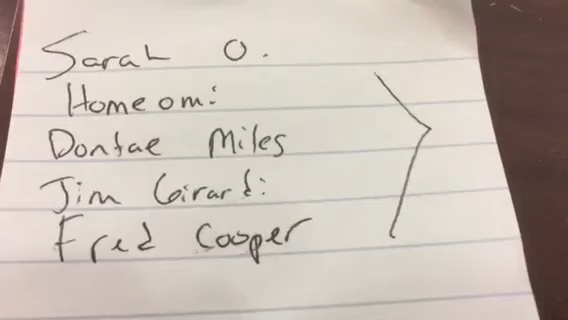 Sarah O.
Homeomi
Dontae Miles
Jim Girardi
Fred Cooper